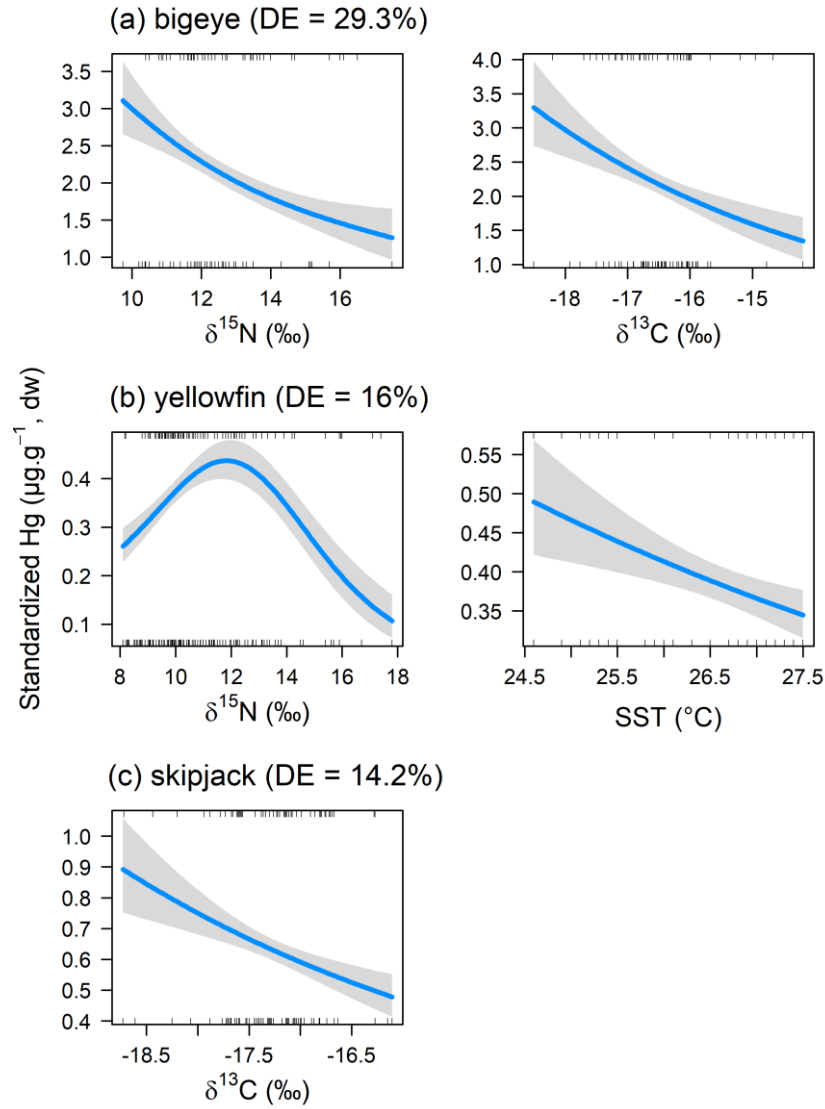 (a) bigeye (DE = 29.3%)
3.5
3.0
2.5
2.0
1.5
1.0
10 12 14 16
δ¹⁵N (‰)
4.0
3.5
3.0
2.5
2.0
1.5
1.0
-18 -17 -16 -15
δ¹³C (‰)
Standardized Hg (µg.g⁻¹, dw)
(b) yellowfin (DE = 16%)
0.4
0.3
0.2
0.1
8 10 12 14 16 18
δ¹⁵N (‰)
0.55
0.50
0.45
0.40
0.35
24.5 25.5 26.5 27.5
SST (°C)
(c) skipjack (DE = 14.2%)
1.0
0.9
0.8
0.7
0.6
0.5
0.4
-18.5 -17.5 -16.5
δ¹³C (‰)